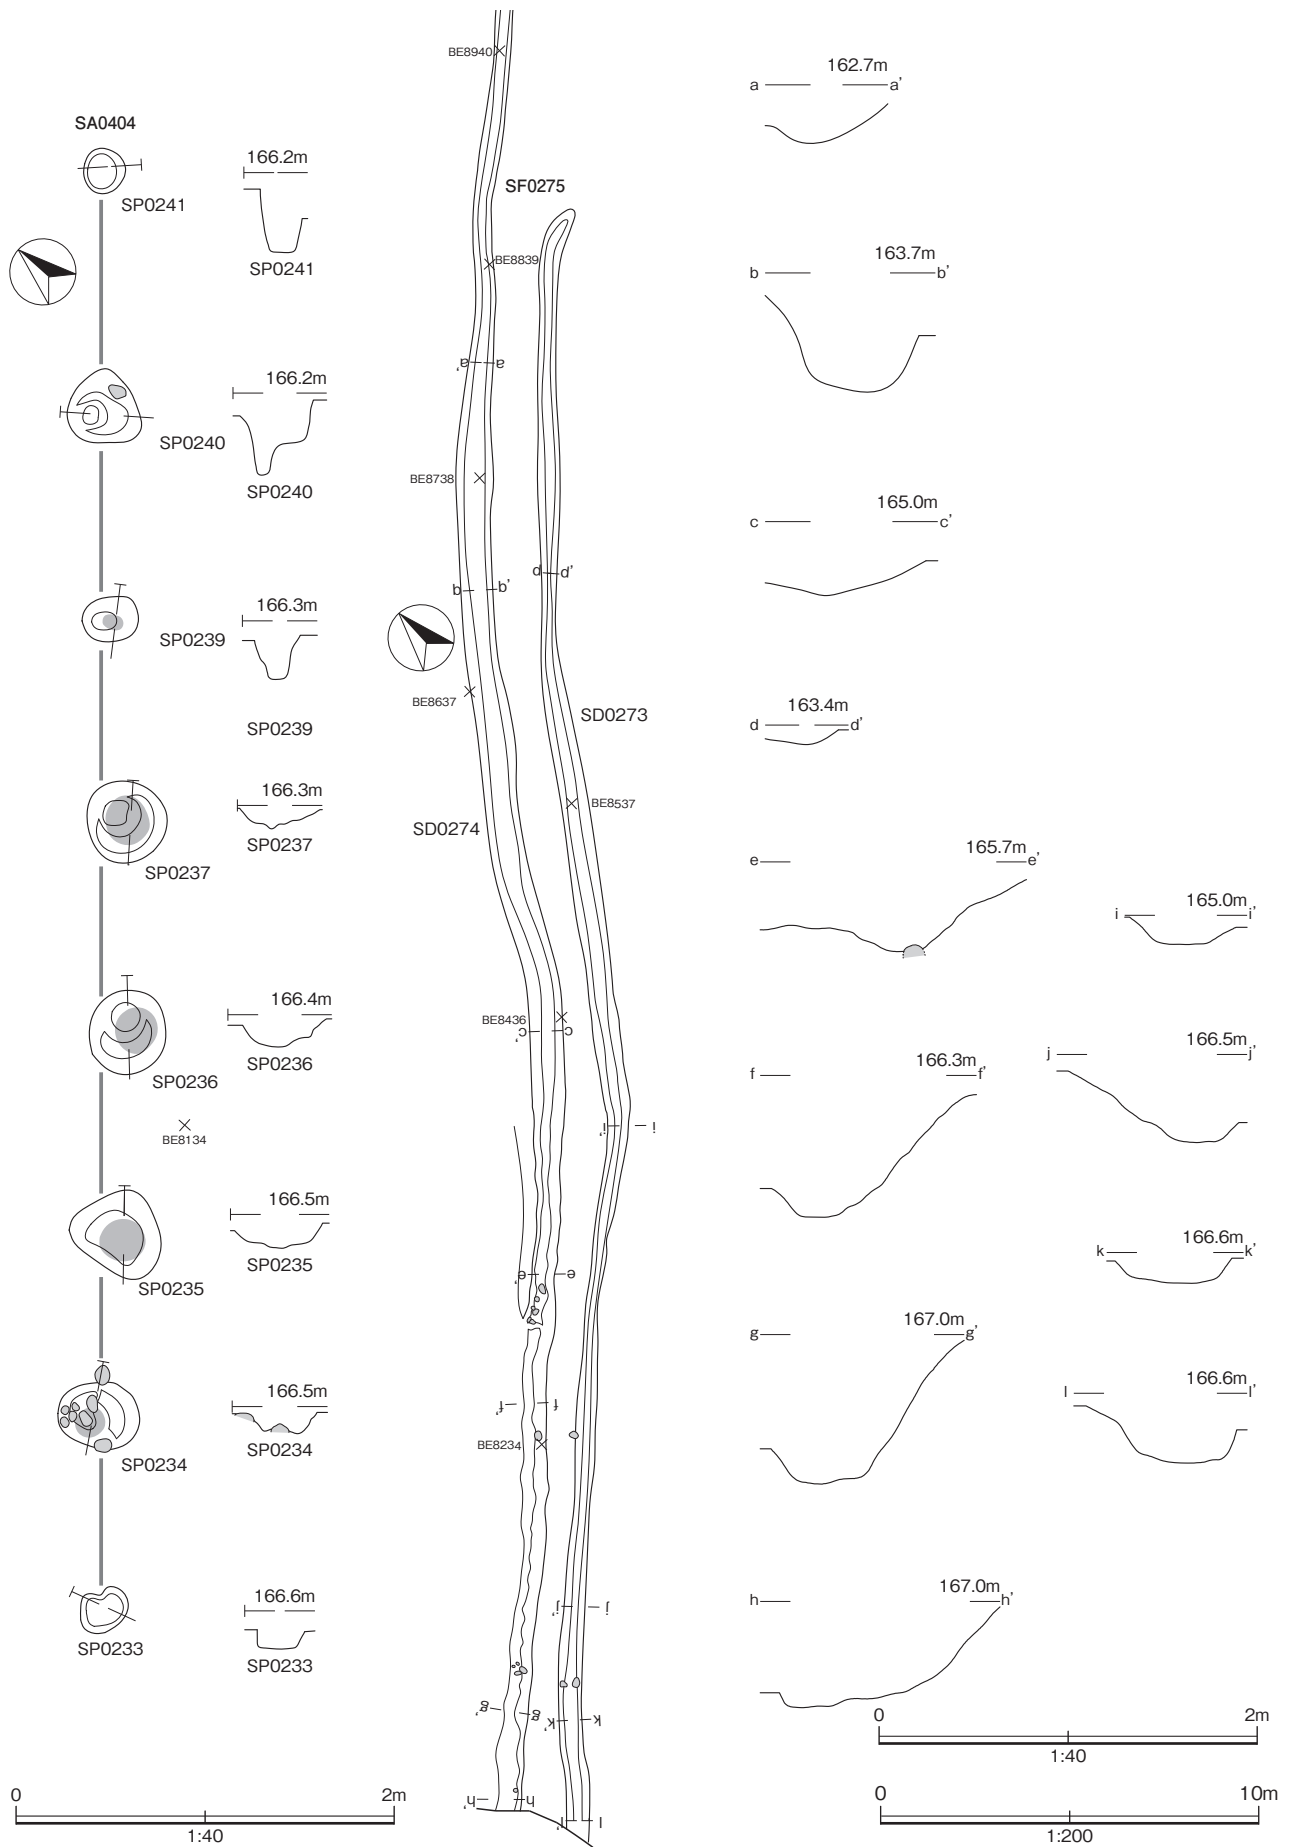 SA0404
166.2m
SP0241
SP0241
166.2m
SP0240
SP0240
166.3m
SP0239
SP0239
166.3m
SP0237
SP0237
166.4m
SP0236
SP0236
BE8134
166.5m
SP0235
SP0235
166.5m
SP0234
SP0234
166.6m
SP0233
SP0233
0 2m
1:40
BE8940
SF0275
BE8839
a' a
BE8738
d d'
b b'
BE8637
SD0273
BE8537
SD0274
BE8436
c' c
i' i
e' e
f' f
BE8234
j' j
g' g
k' k
h' h
l' l
162.7m
a a'
163.7m
b b'
165.0m
c c'
163.4m
d d'
165.7m
e e'
165.0m
i i'
166.3m
f f'
166.5m
j j'
166.6m
k k'
167.0m
g g'
166.6m
l l'
167.0m
h h'
0 2m
1:40
0 10m
1:200